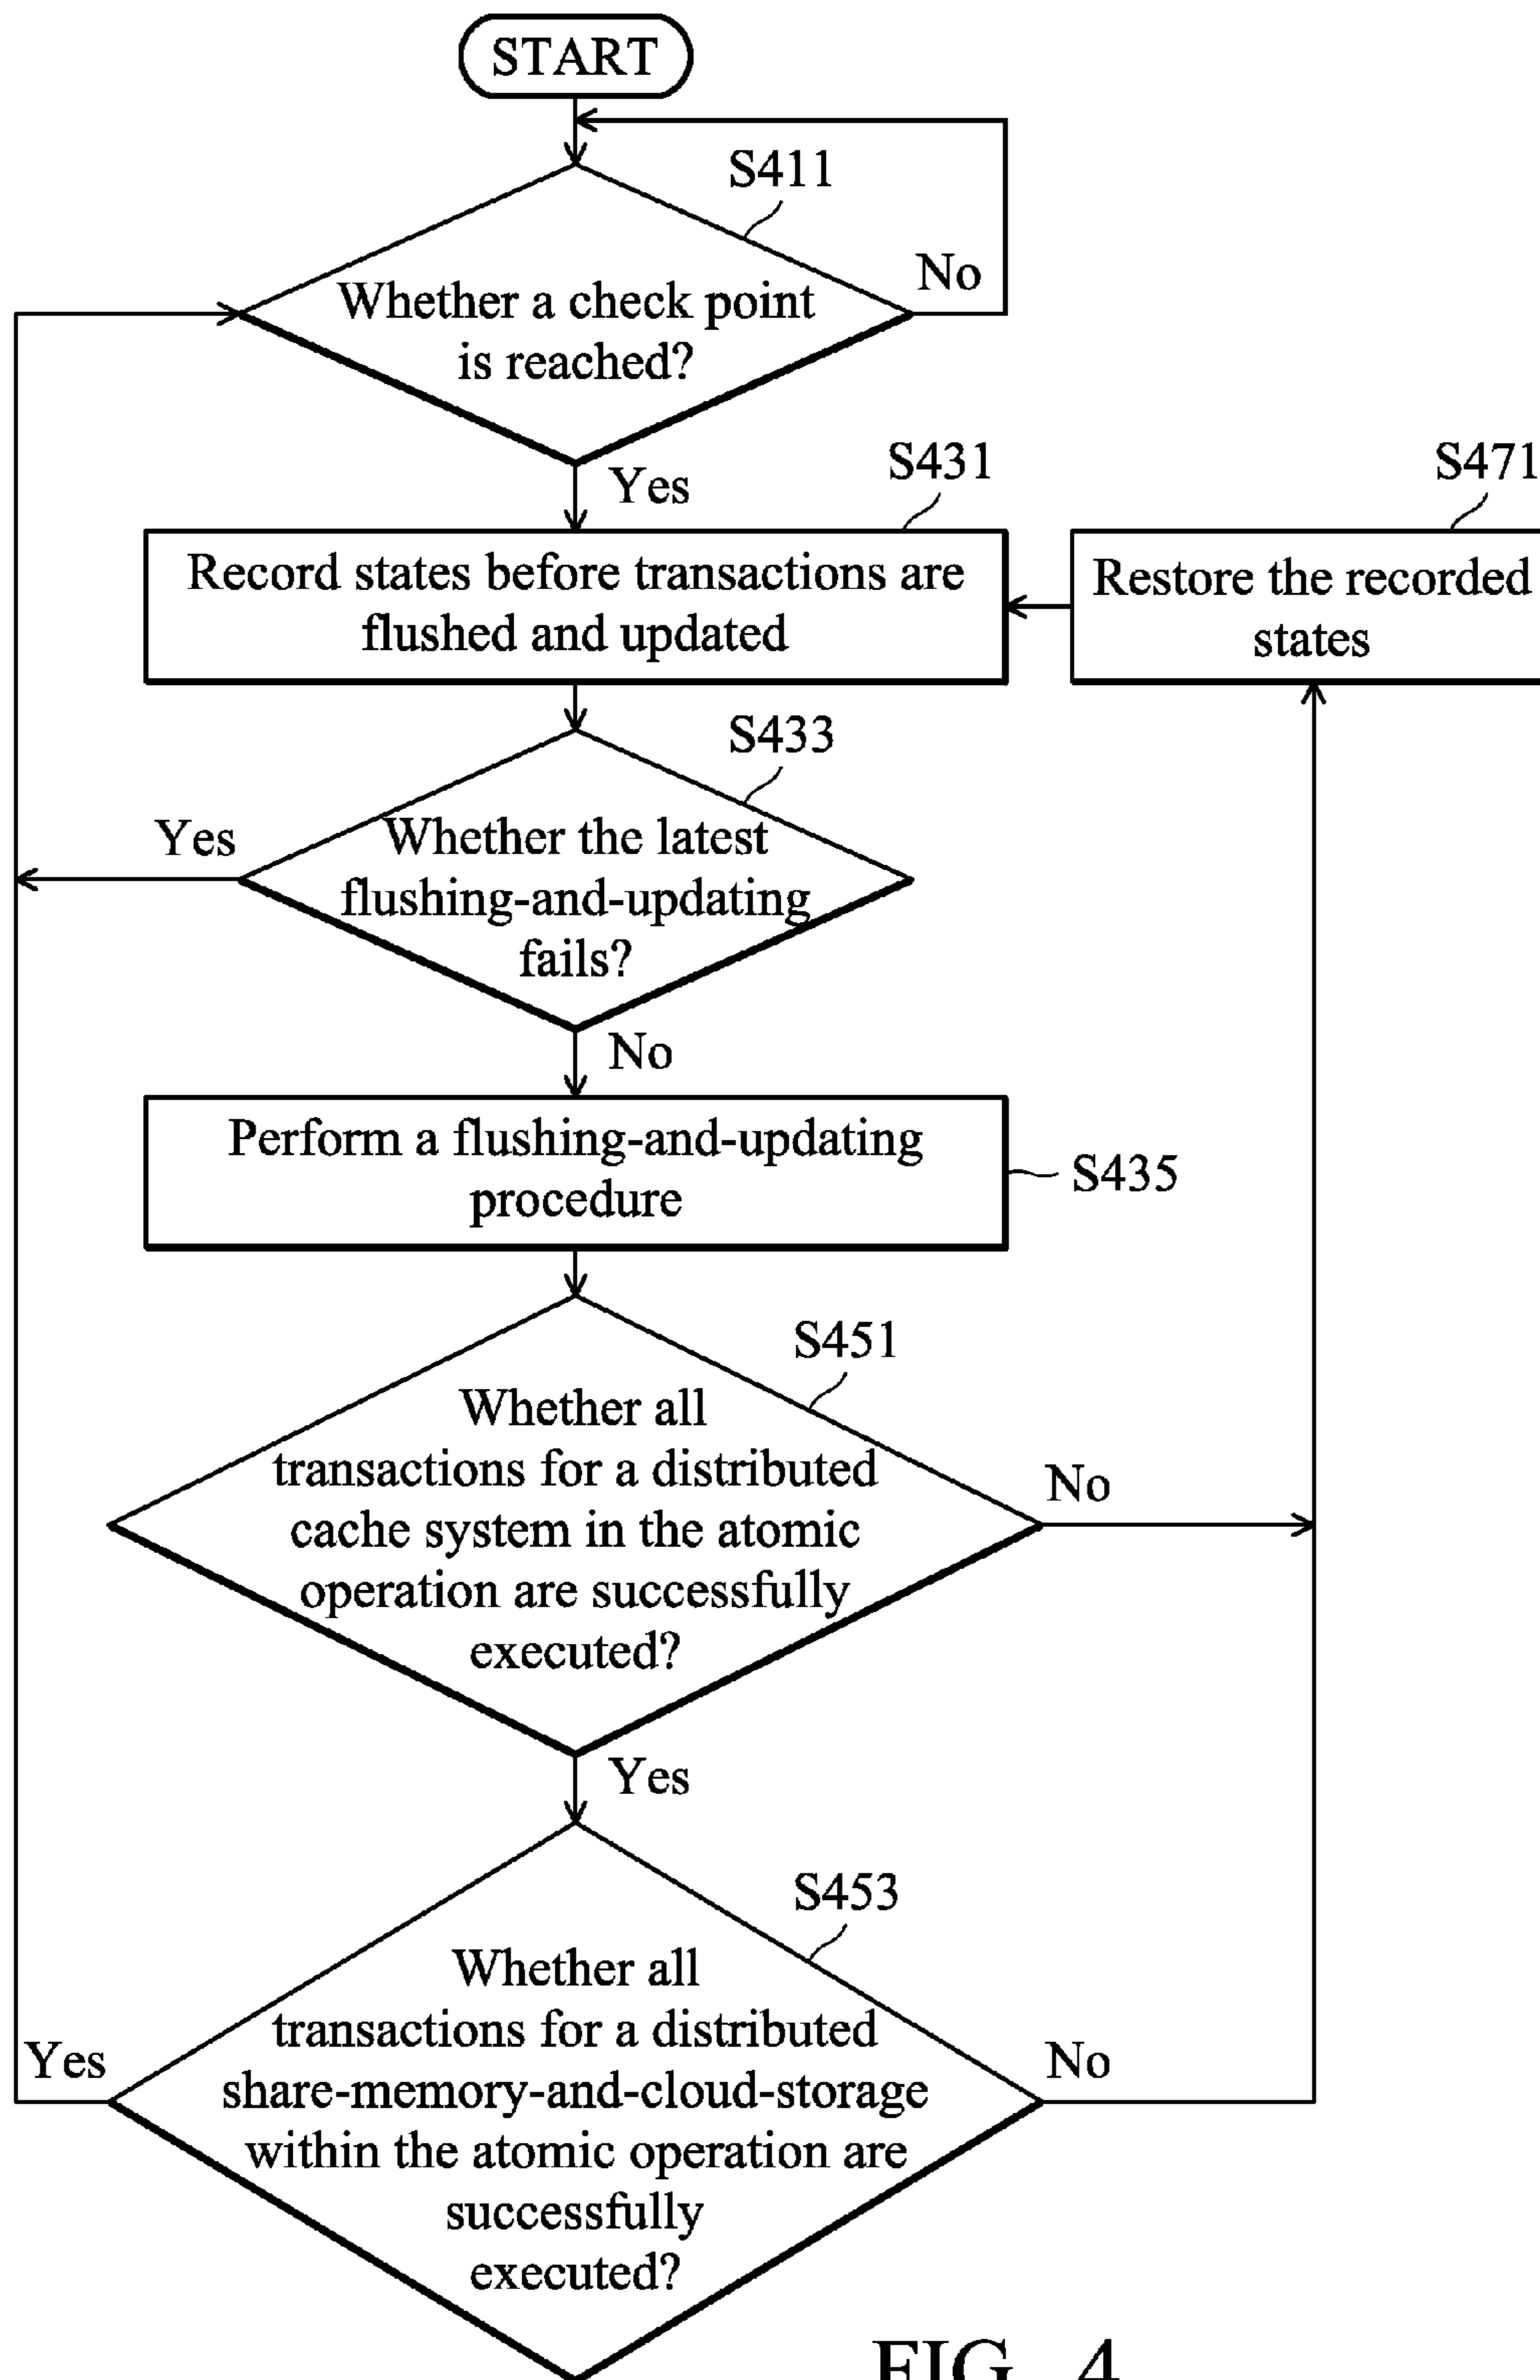 START
S411
No
Whether a check point
is reached?
Yes
S431
S471
Record states before transactions are
flushed and updated
Restore the recorded
states
S433
Yes
Whether the latest
flushing-and-updating
fails?
No
Perform a flushing-and-updating
procedure
S435
S451
Whether all
transactions for a distributed
cache system in the atomic
operation are successfully
executed?
No
Yes
S453
Whether all
transactions for a distributed
share-memory-and-cloud-storage
within the atomic operation are
successfully
executed?
Yes
No
FIG. 4